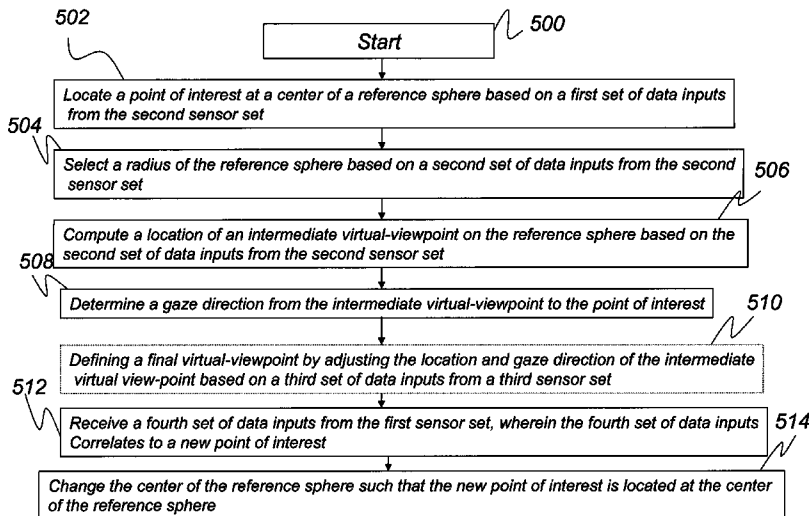 502
Start
500
Locate a point of interest at a center of a reference sphere based on a first set of data inputs
from the second sensor set
504
Select a radius of the reference sphere based on a second set of data inputs from the second
sensor set
506
Compute a location of an intermediate virtual-viewpoint on the reference sphere based on the
second set of data inputs from the second sensor set
508
Determine a gaze direction from the intermediate virtual-viewpoint to the point of interest
510
Defining a final virtual-viewpoint by adjusting the location and gaze direction of the intermediate
virtual view-point based on a third set of data inputs from a third sensor set
512
Receive a fourth set of data inputs from the first sensor set, wherein the fourth set of data inputs
Correlates to a new point of interest
514
Change the center of the reference sphere such that the new point of interest is located at the center
of the reference sphere